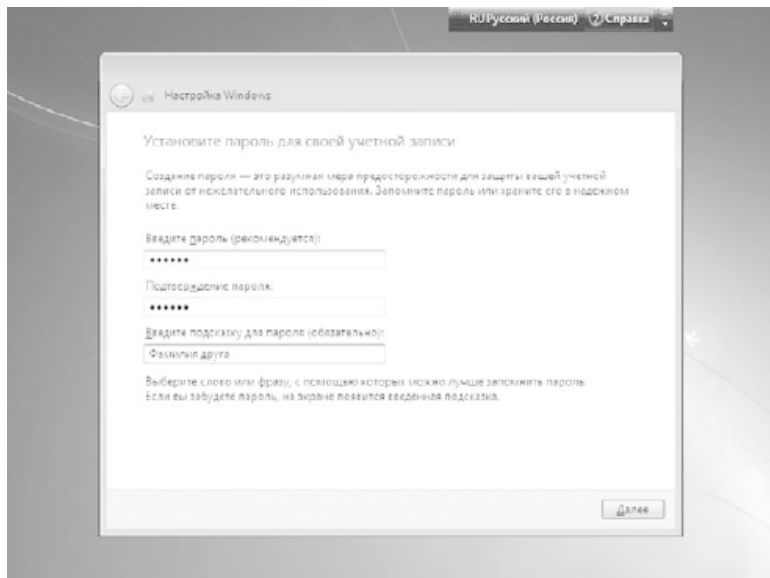 RU Русский (Россия) Справка
Настройка Windows
Установите пароль для своей учетной записи
Создание пароля — это разумная мера предосторожности для защиты вашей учетной
записи от нежелательного использования. Запомните пароль или храните его в надежном
месте.
Введите пароль (рекомендуется):
••••••
Подтверждение пароля:
••••••
Введите подсказку для пароля (обязательно):
Фамилия друга
Выберите слово или фразу, с помощью которых можно лучше запомнить пароль.
Если вы забудете пароль, на экране появится введенная подсказка.
Далее